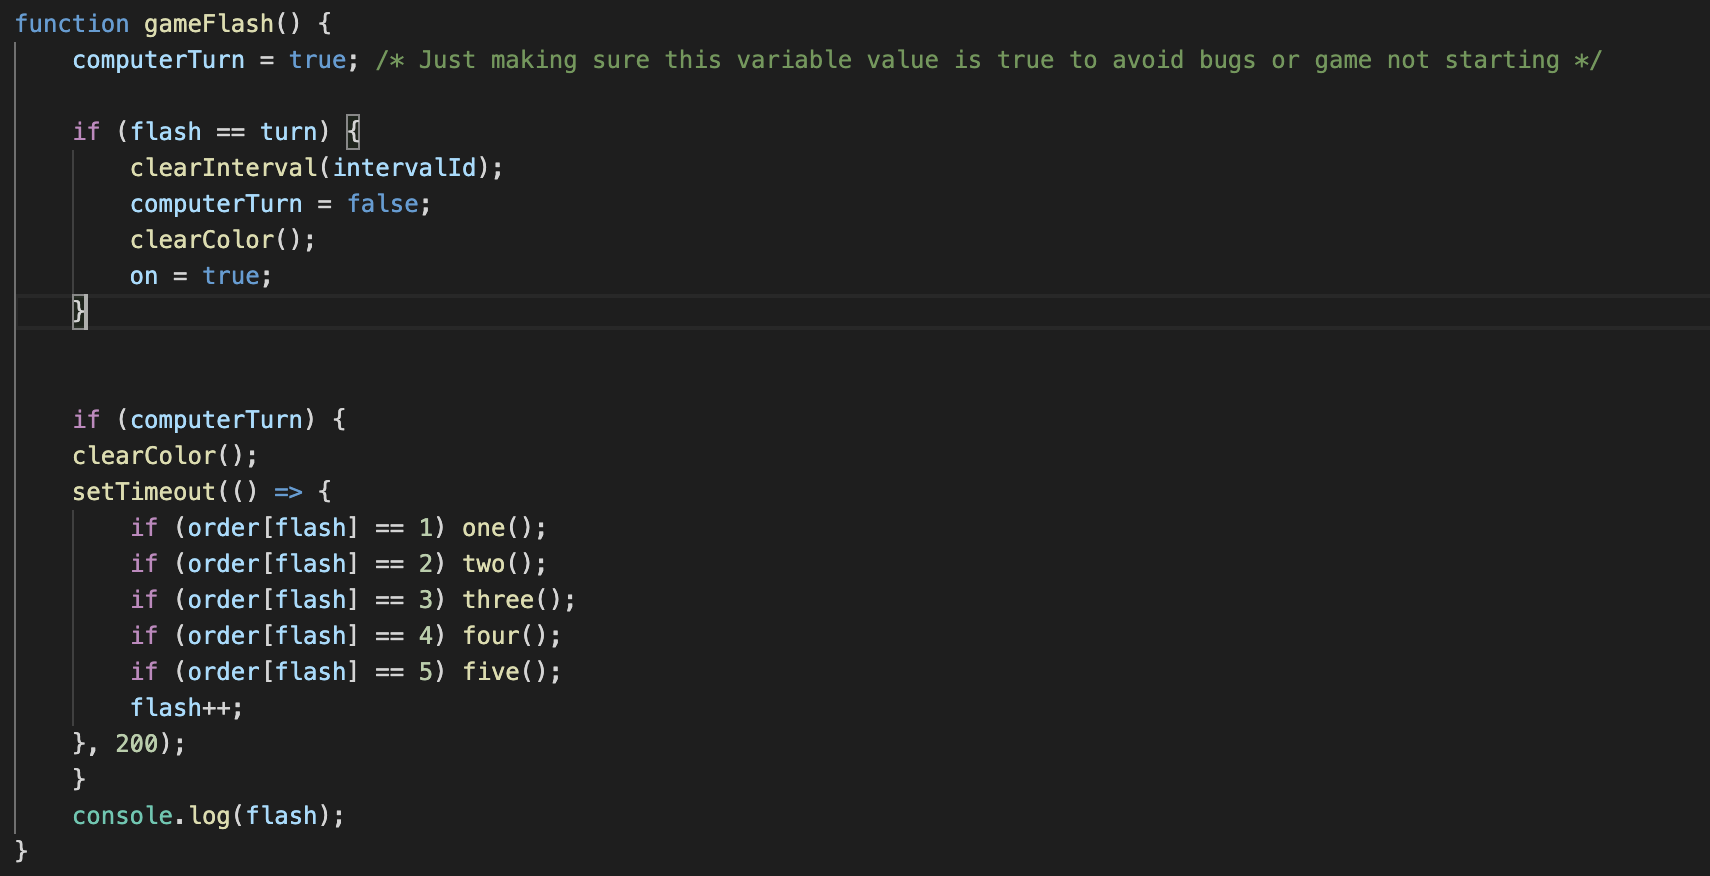 function gameFlash() {
    computerTurn = true; /* Just making sure this variable value is true to avoid bugs or game not starting */
    if (flash == turn) {
        clearInterval(intervalId);
        computerTurn = false;
        clearColor();
        on = true;
    }
    if (computerTurn) {
    clearColor();
    setTimeout(() => {
        if (order[flash] == 1) one();
        if (order[flash] == 2) two();
        if (order[flash] == 3) three();
        if (order[flash] == 4) four();
        if (order[flash] == 5) five();
        flash++;
    }, 200);
    }
    console.log(flash);
}